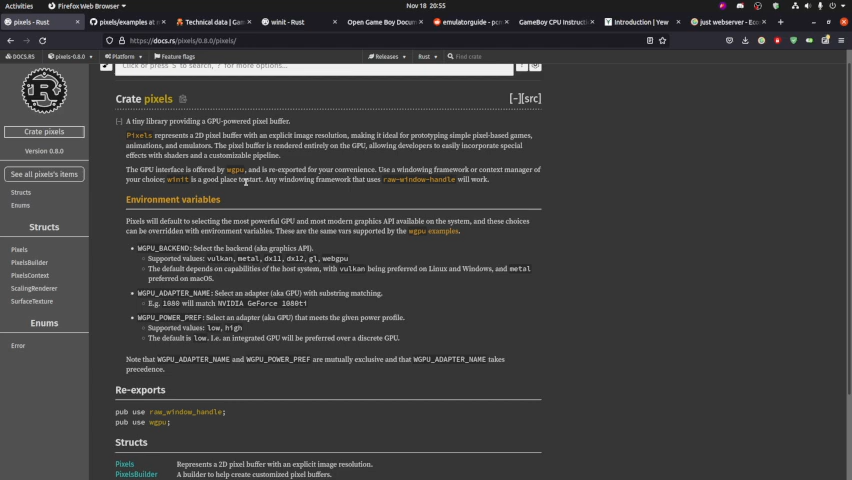 Activities
Firefox Web Browser
Nov 18 20:55
pixels - Rust
pixels/examples at m
Technical data | Gam
winit - Rust
Open Game Boy Docum
emulatorguide - pin
GameBoy CPU Instructi
Introduction | Yew
just webserver - Ecosi
https://docs.rs/pixels/0.8.0/pixels/
DOCS.RS
pixels-0.8.0
Platform
Feature flags
Releases
Rust
Find crate
Click or press 'S' to search, '?' for more options…
?
Crate pixels
Version 0.8.0
See all pixels's items
Structs
Enums
Structs
Pixels
PixelsBuilder
PixelsContext
ScalingRenderer
SurfaceTexture
Enums
Error
Crate pixels
[−][src]
[−] A tiny library providing a GPU-powered pixel buffer.
Pixels represents a 2D pixel buffer with an explicit image resolution, making it ideal for prototyping simple pixel-based games,
animations, and emulators. The pixel buffer is rendered entirely on the GPU, allowing developers to easily incorporate special
effects with shaders and a customizable pipeline.
The GPU interface is offered by wgpu, and is re-exported for your convenience. Use a windowing framework or context manager of
your choice; winit is a good place to start. Any windowing framework that uses raw-window-handle will work.
Environment variables
Pixels will default to selecting the most powerful GPU and most modern graphics API available on the system, and these choices
can be overridden with environment variables. These are the same vars supported by the wgpu examples.
• WGPU_BACKEND: Select the backend (aka graphics API).
◦ Supported values: vulkan, metal, dx11, dx12, gl, webgpu
◦ The default depends on capabilities of the host system, with vulkan being preferred on Linux and Windows, and metal
preferred on macOS.
• WGPU_ADAPTER_NAME: Select an adapter (aka GPU) with substring matching.
◦ E.g. 1080 will match NVIDIA GeForce 1080ti
• WGPU_POWER_PREF: Select an adapter (aka GPU) that meets the given power profile.
◦ Supported values: low, high
◦ The default is low. I.e. an integrated GPU will be preferred over a discrete GPU.
Note that WGPU_ADAPTER_NAME and WGPU_POWER_PREF are mutually exclusive and that WGPU_ADAPTER_NAME takes
precedence.
Re-exports
pub use raw_window_handle;
pub use wgpu;
Structs
Pixels Represents a 2D pixel buffer with an explicit image resolution.
PixelsBuilder A builder to help create customized pixel buffers.